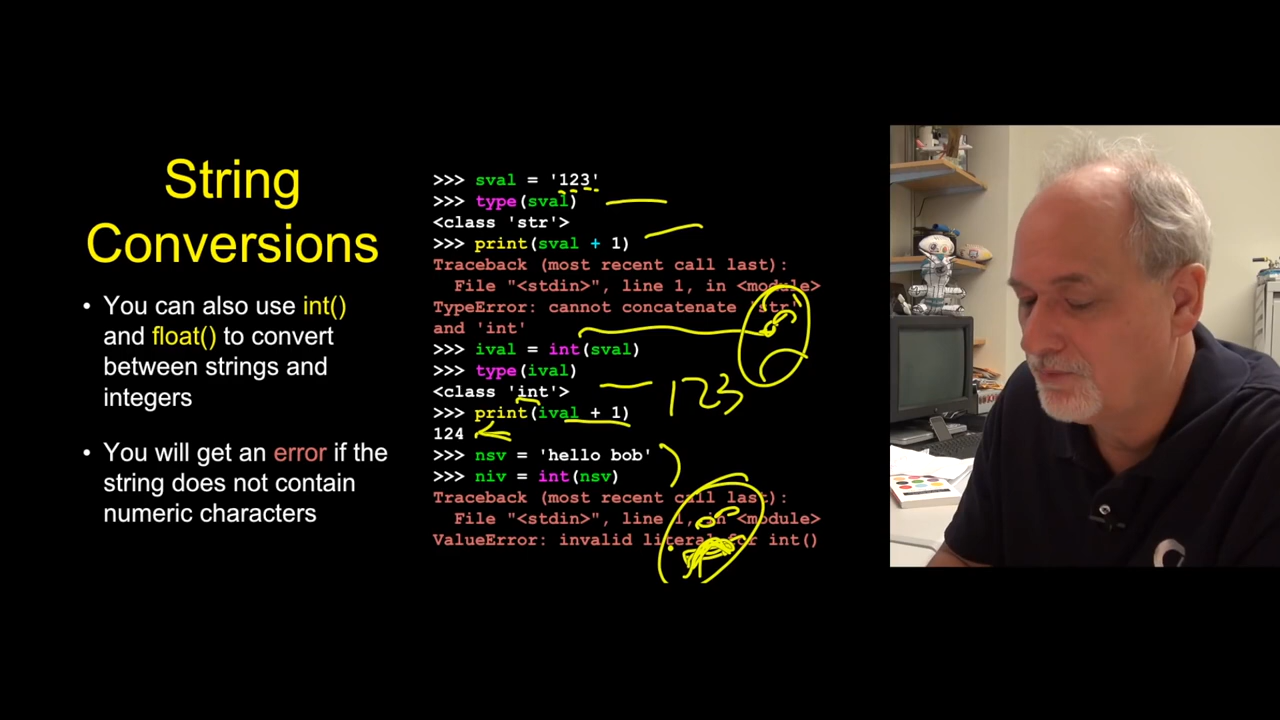 String
Conversions
• You can also use int()
and float() to convert
between strings and
integers
• You will get an error if the
string does not contain
numeric characters
>>> sval = '123'
>>> type(sval)
<class 'str'>
>>> print(sval + 1)
Traceback (most recent call last):
File "<stdin>", line 1, in <module>
TypeError: cannot concatenate 'str'
and 'int'
>>> ival = int(sval)
>>> type(ival)
<class 'int'>
123
>>> print(ival + 1)
124
>>> nsv = 'hello bob'
>>> niv = int(nsv)
Traceback (most recent call last):
File "<stdin>", line 1, in <module>
ValueError: invalid literal for int()